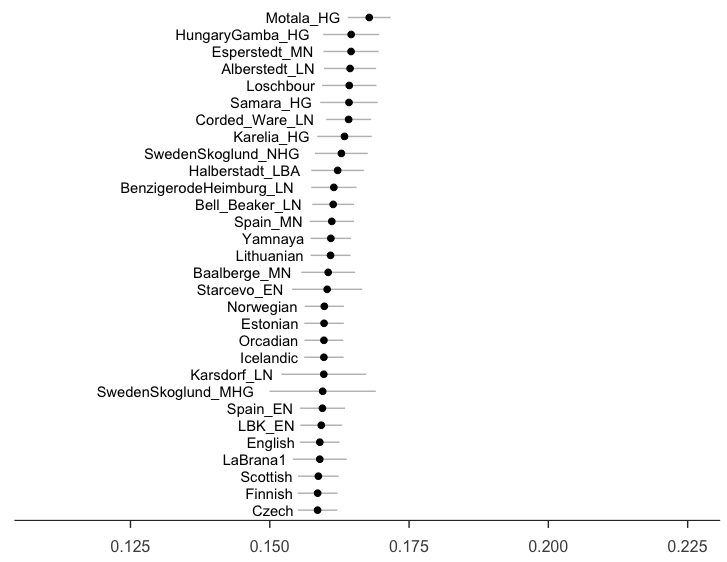 Motala_HG
HungaryGamba_HG
Esperstedt_MN
Alberstedt_LN
Loschbour
Samara_HG
Corded_Ware_LN
Karelia_HG
SwedenSkoglund_NHG
Halberstadt_LBA
BenzigerodeHeimburg_LN
Bell_Beaker_LN
Spain_MN
Yamnaya
Lithuanian
Baalberge_MN
Starcevo_EN
Norwegian
Estonian
Orcadian
Icelandic
Karsdorf_LN
SwedenSkoglund_MHG
Spain_EN
LBK_EN
English
LaBrana1
Scottish
Finnish
Czech
0.125 0.150 0.175 0.200 0.225